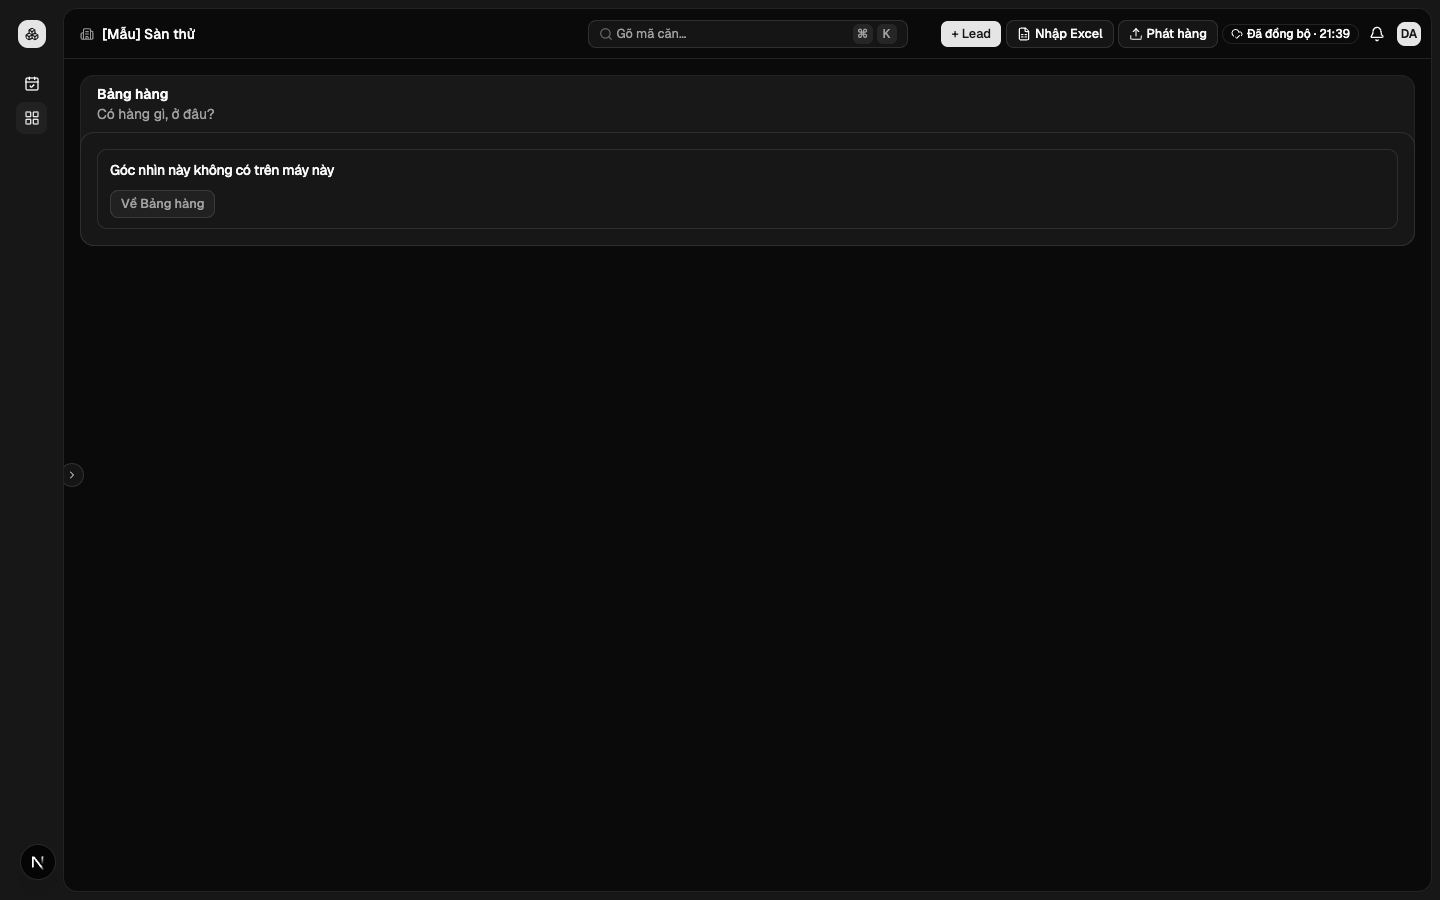 [Mẫu] Sàn thử
Gõ mã căn...
⌘ K
+ Lead
Nhập Excel
Phát hàng
Đã đồng bộ · 21:39
DA
Bảng hàng
Có hàng gì, ở đâu?
Góc nhìn này không có trên máy này
Về Bảng hàng
N